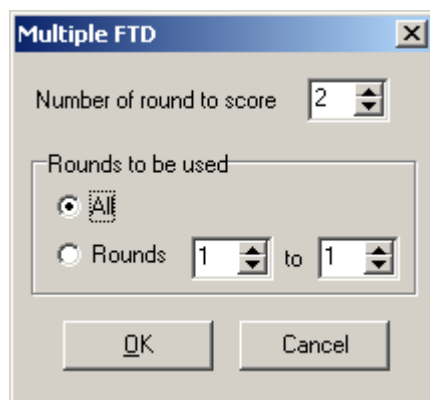 Multiple FTD
Number of round to score 2
Rounds to be used
All
Rounds 1 to 1
OK Cancel